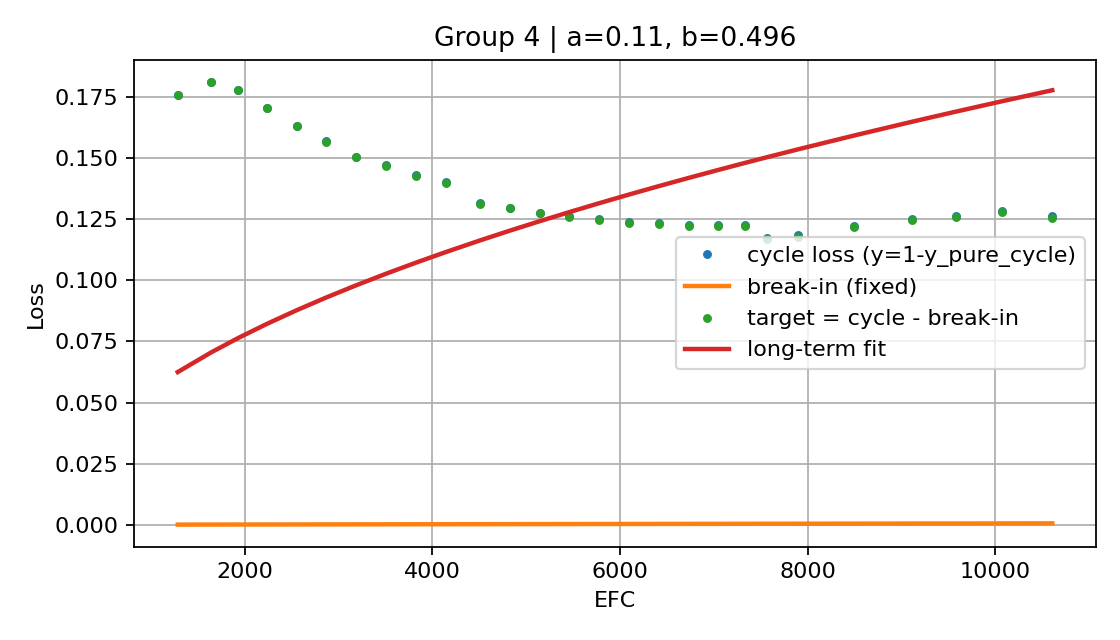 Group 4 | a=0.11, b=0.496
Loss
0.175
0.150
0.125
0.100
0.075
0.050
0.025
0.000
cycle loss (y=1-y_pure_cycle)
break-in (fixed)
target = cycle - break-in
long-term fit
2000 4000 6000 8000 10000
EFC